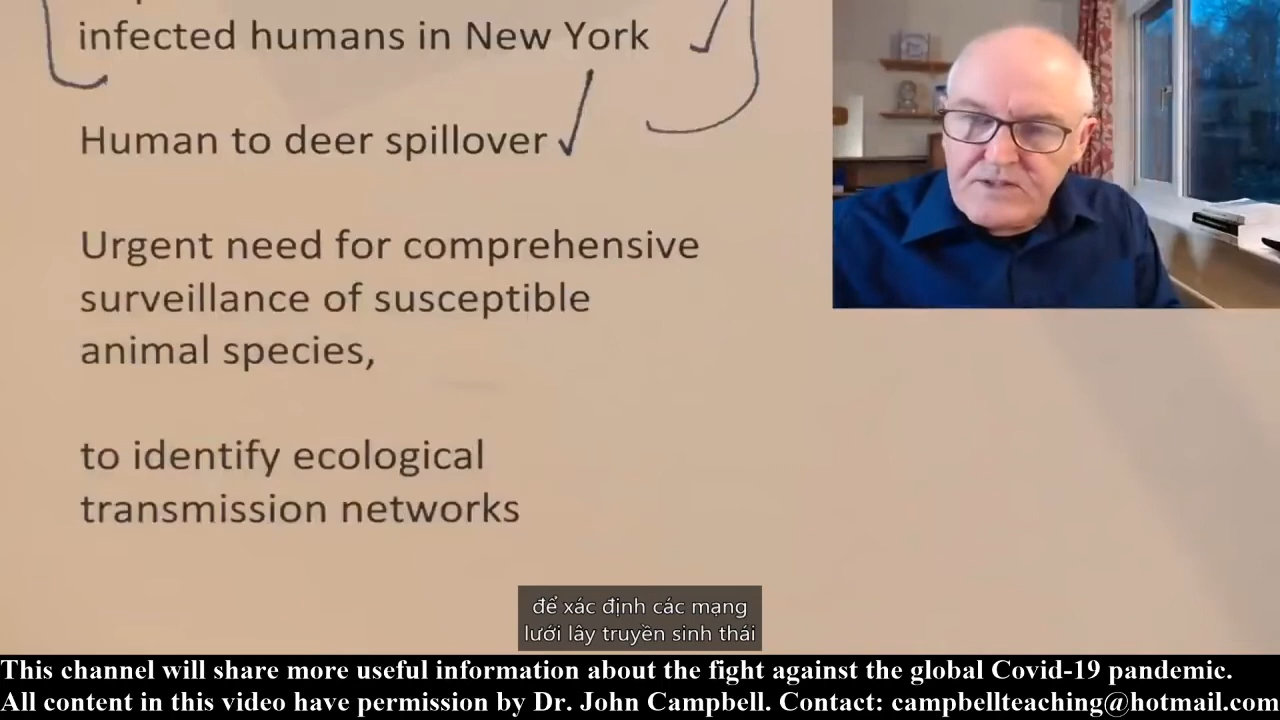 infected humans in New York
Human to deer spillover
Urgent need for comprehensive
surveillance of susceptible
animal species,
to identify ecological
transmission networks
để xác định các mạng
lưới lây truyền sinh thái
This channel will share more useful information about the fight against the global Covid-19 pandemic.
All content in this video have permission by Dr. John Campbell. Contact: campbellteaching@hotmail.com